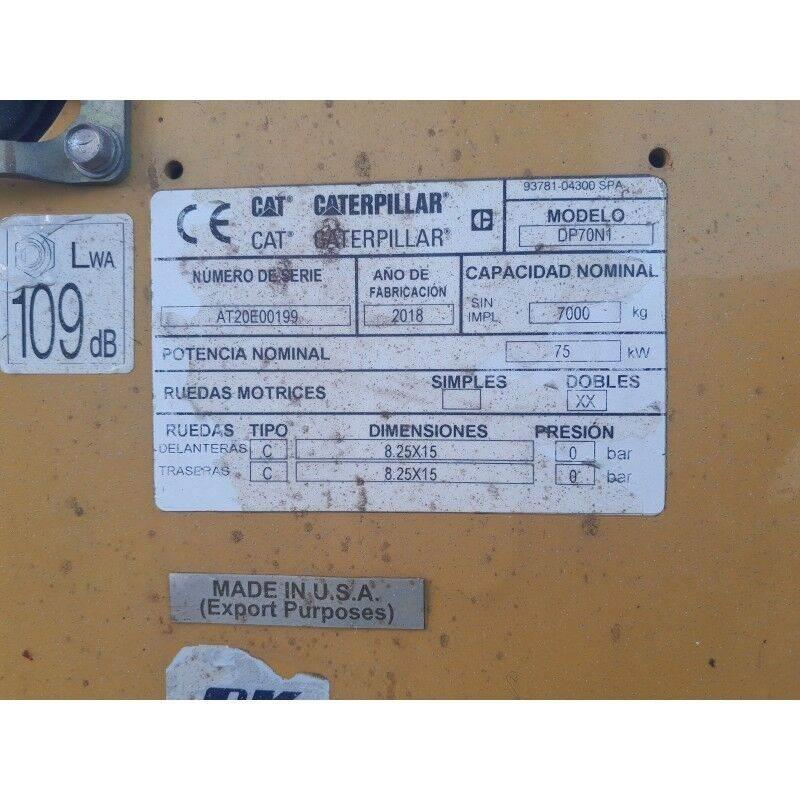 LWA
109 dB
CE CAT® CATERPILLAR®
CAT® CATERPILLAR®
93781-04300 SPA
MODELO
DP70N1
NÚMERO DE SERIE
AT20E00199
AÑO DE FABRICACIÓN
2018
CAPACIDAD NOMINAL
SIN IMPL. 7000 kg
POTENCIA NOMINAL 75 kW
RUEDAS MOTRICES SIMPLES DOBLES
XX
RUEDAS TIPO DIMENSIONES PRESIÓN
DELANTERAS C 8.25X15 0 bar
TRASERAS C 8.25X15 0 bar
MADE IN U.S.A.
(Export Purposes)